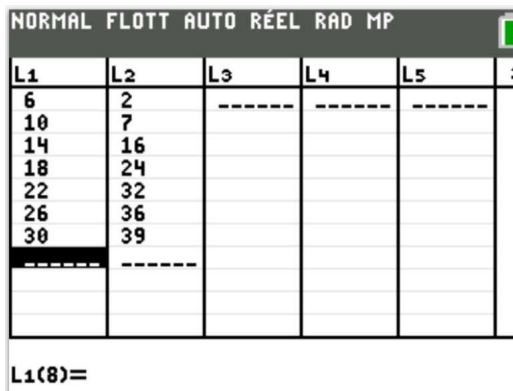 NORMAL FLOTT AUTO RÉEL RAD MP
L1 L2 L3 L4 L5
6 2 ------ ------ ------
10 7
14 16
18 24
22 32
26 36
30 39
------ ------
L1(8)=